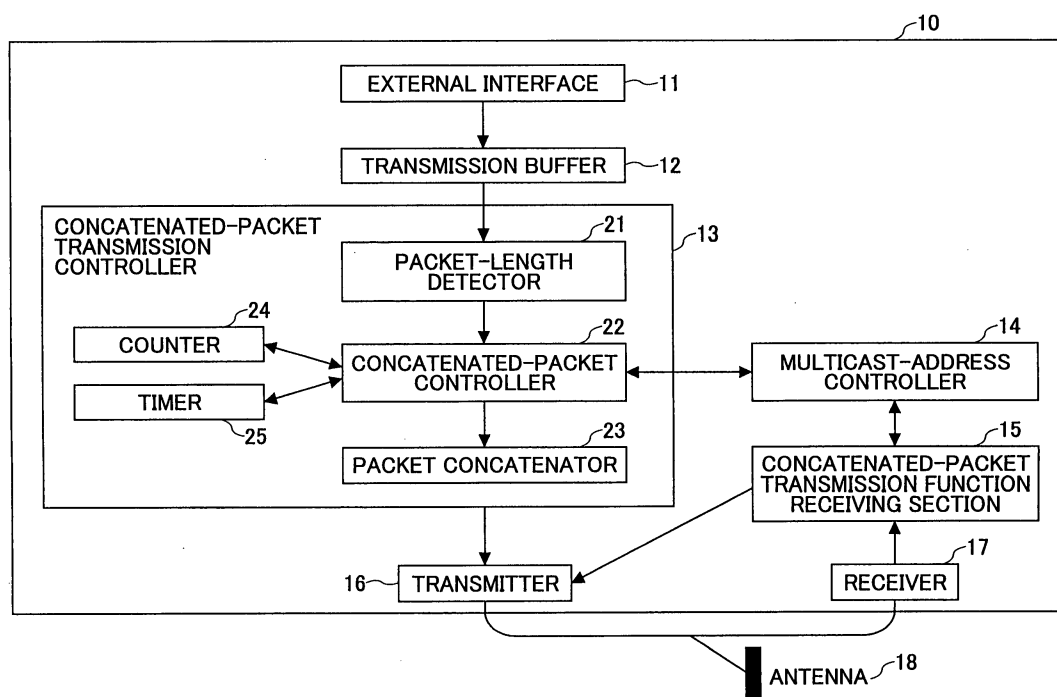 10
EXTERNAL INTERFACE
11
TRANSMISSION BUFFER
12
CONCATENATED-PACKET
TRANSMISSION
CONTROLLER
13
21
PACKET-LENGTH
DETECTOR
24
COUNTER
22
CONCATENATED-PACKET
CONTROLLER
14
MULTICAST-ADDRESS
CONTROLLER
TIMER
25
23
PACKET CONCATENATOR
15
CONCATENATED-PACKET
TRANSMISSION FUNCTION
RECEIVING SECTION
16
TRANSMITTER
17
RECEIVER
ANTENNA
18